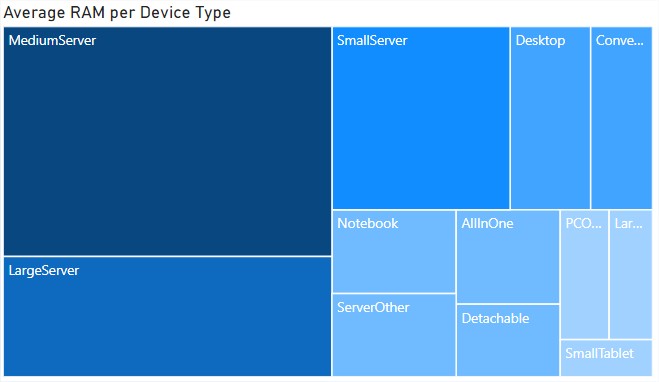 Average RAM per Device Type
MediumServer
SmallServer
Desktop
Conve...
Notebook
AllInOne
PCO...
Lar...
LargeServer
ServerOther
Detachable
SmallTablet